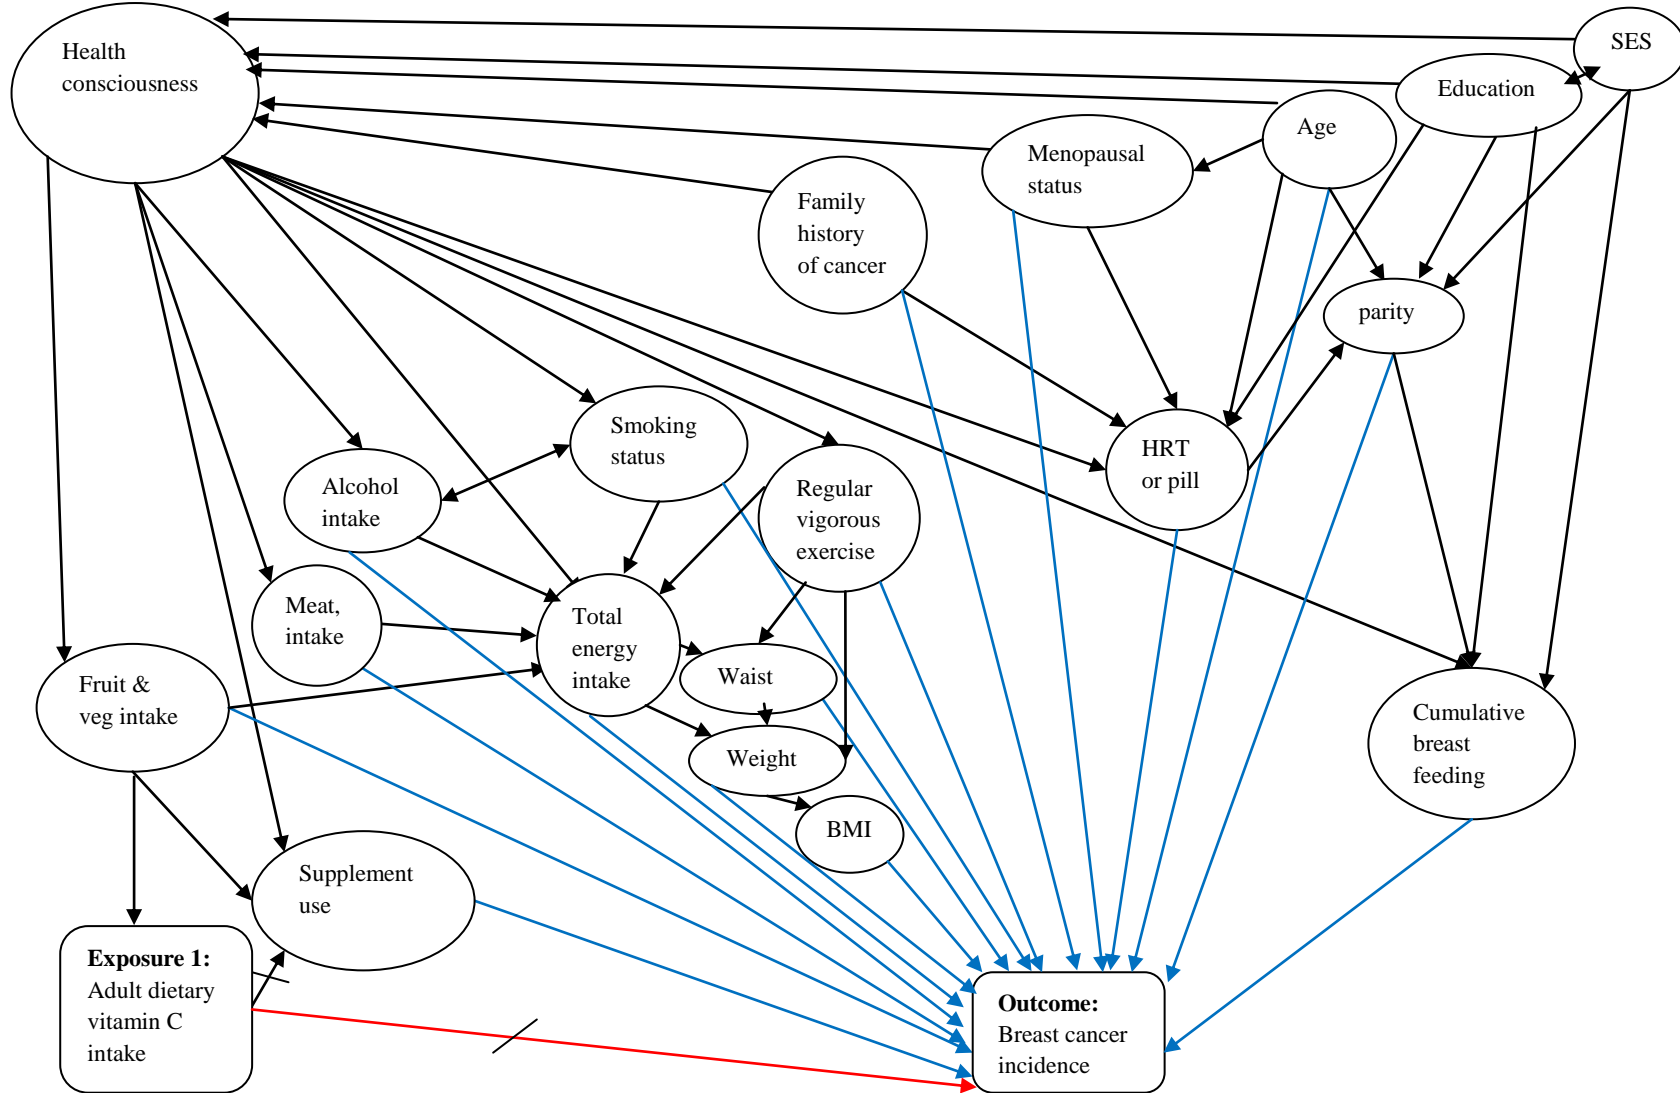 Health
consciousness
SES
Education
Age
Menopausal
status
Family
history
of cancer
parity
Smoking
status
HRT
or pill
Alcohol
intake
Regular
vigorous
exercise
Meat,
intake
Total
energy
intake
Waist
Fruit &
veg intake
Weight
Cumulative
breast
feeding
BMI
Supplement
use
Exposure 1:
Adult dietary
vitamin C
intake
Outcome:
Breast cancer
incidence